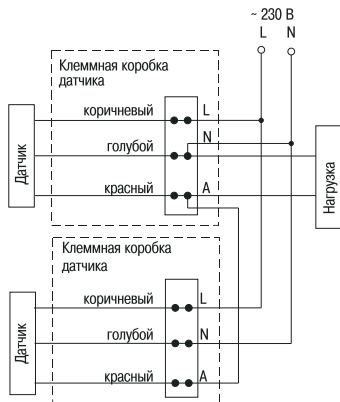 ~ 230 В
L N
Клеммная коробка
датчика
коричневый L
голубой N
красный A
Датчик
Нагрузка
Клеммная коробка
датчика
коричневый L
голубой N
красный A
Датчик